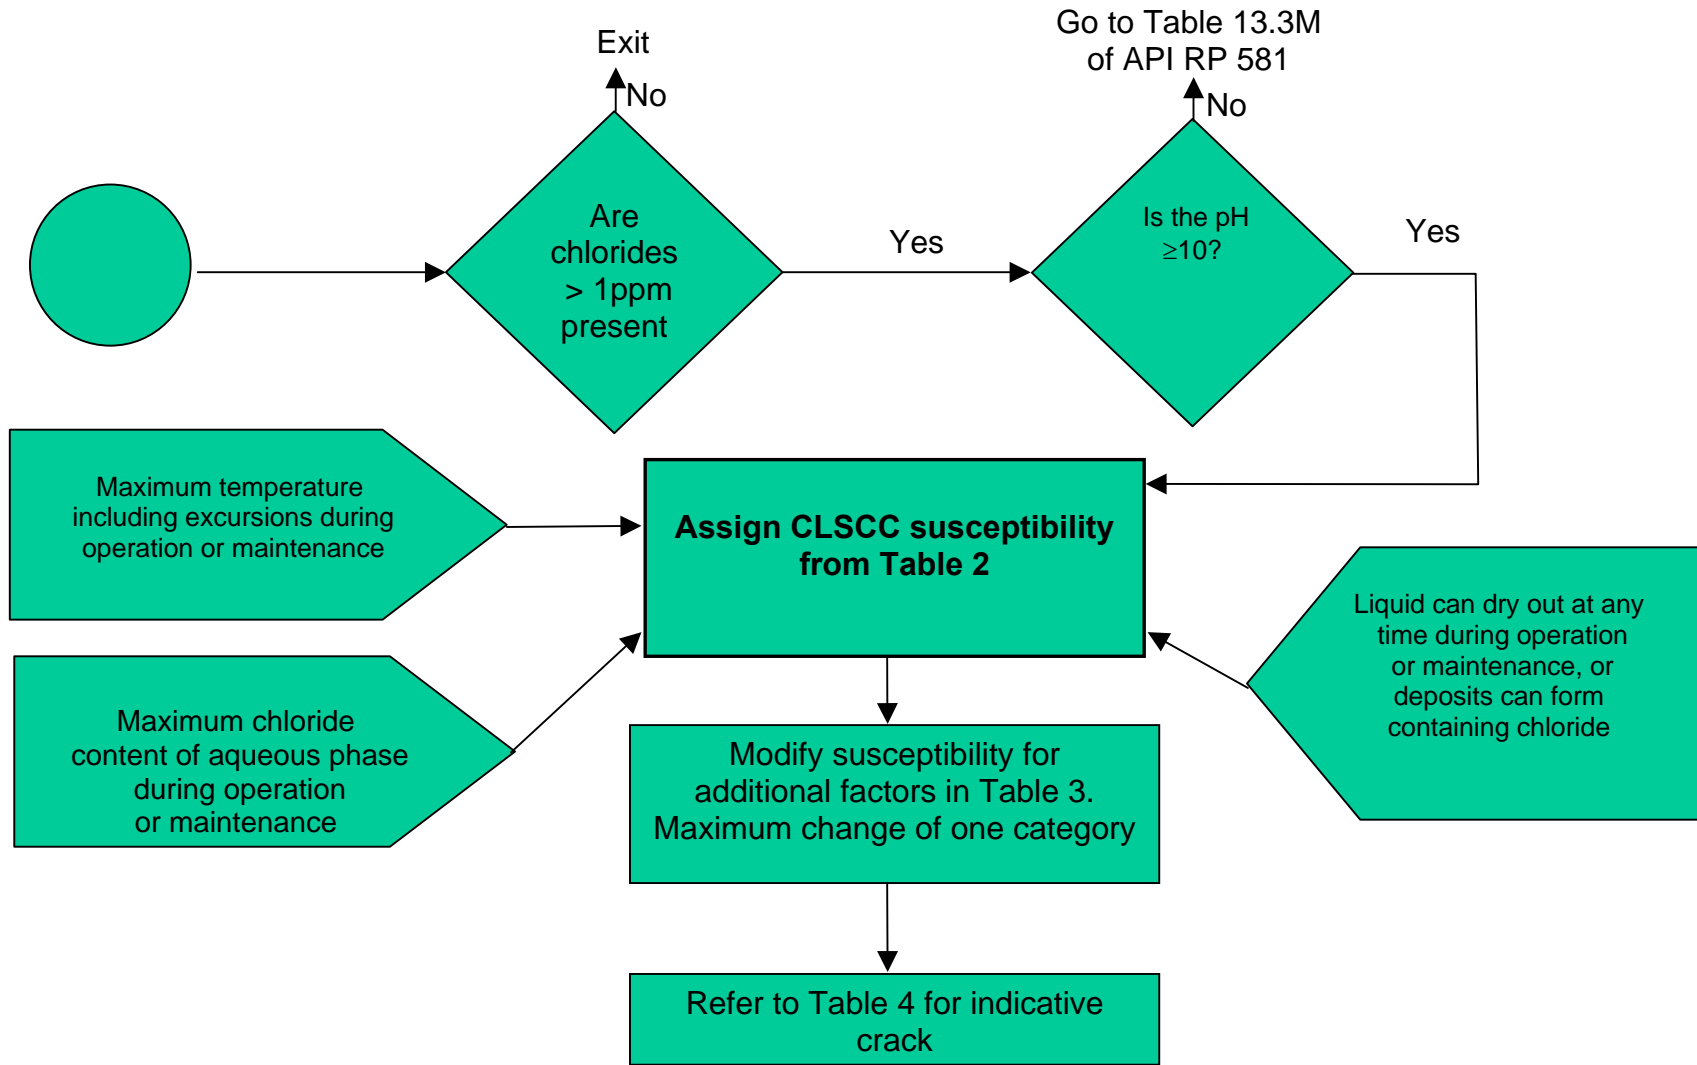 Exit
No
Go to Table 13.3M
of API RP 581
No
Are
chlorides
> 1ppm
present
Yes
Is the pH
≥10?
Yes
Maximum temperature
including excursions during
operation or maintenance
Assign CLSCC susceptibility
from Table 2
Liquid can dry out at any
time during operation
or maintenance, or
deposits can form
containing chloride
Maximum chloride
content of aqueous phase
during operation
or maintenance
Modify susceptibility for
additional factors in Table 3.
Maximum change of one category
Refer to Table 4 for indicative
crack